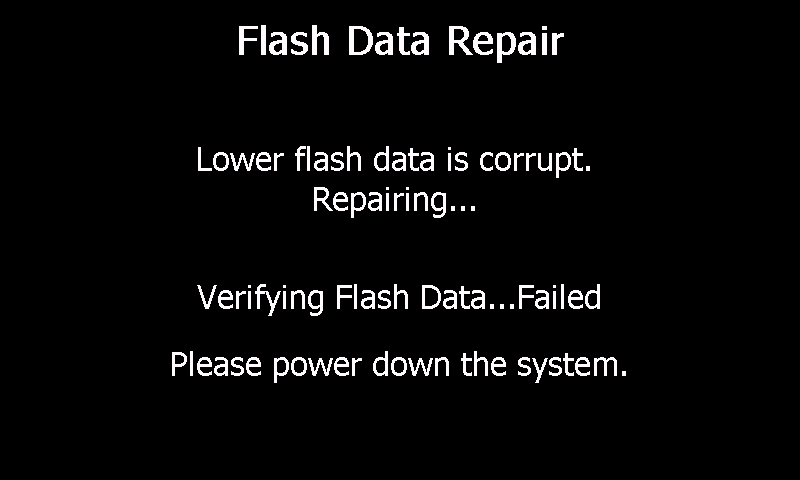 Flash Data Repair
Lower flash data is corrupt.
Repairing...
Verifying Flash Data...Failed
Please power down the system.